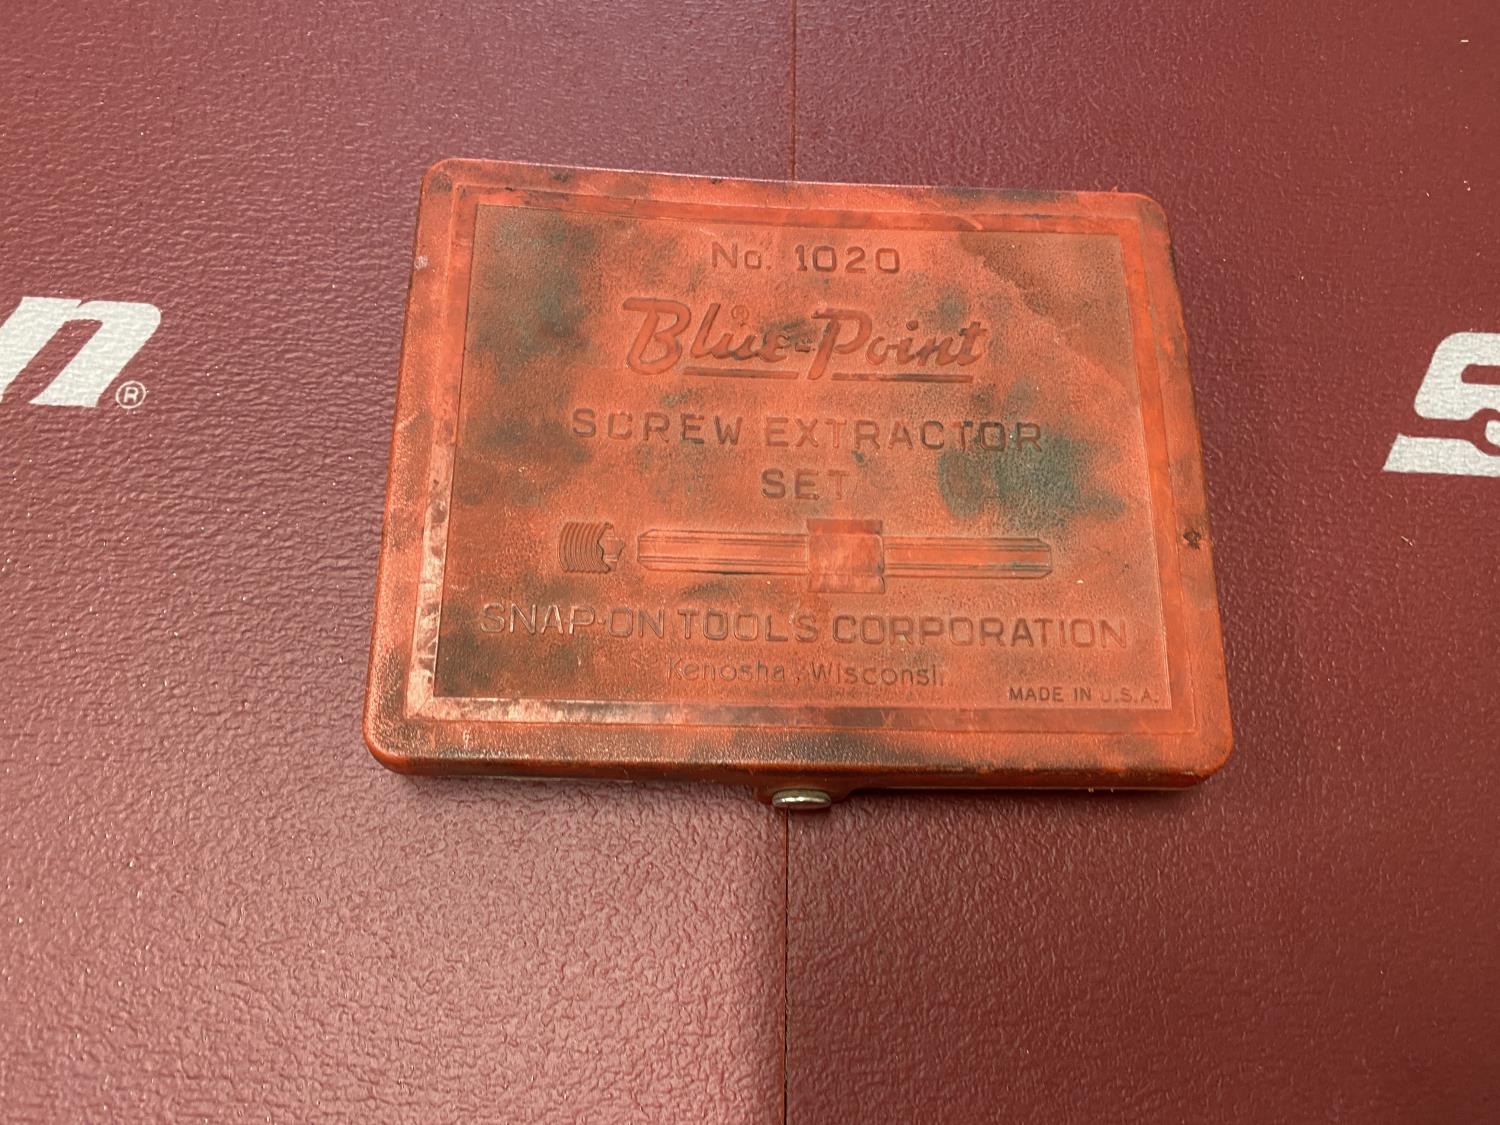 No. 1020
Blue-Point®
SCREW EXTRACTOR
SET
SNAP-ON TOOLS CORPORATION
Kenosha, Wisconsin
MADE IN U.S.A.
n®
S